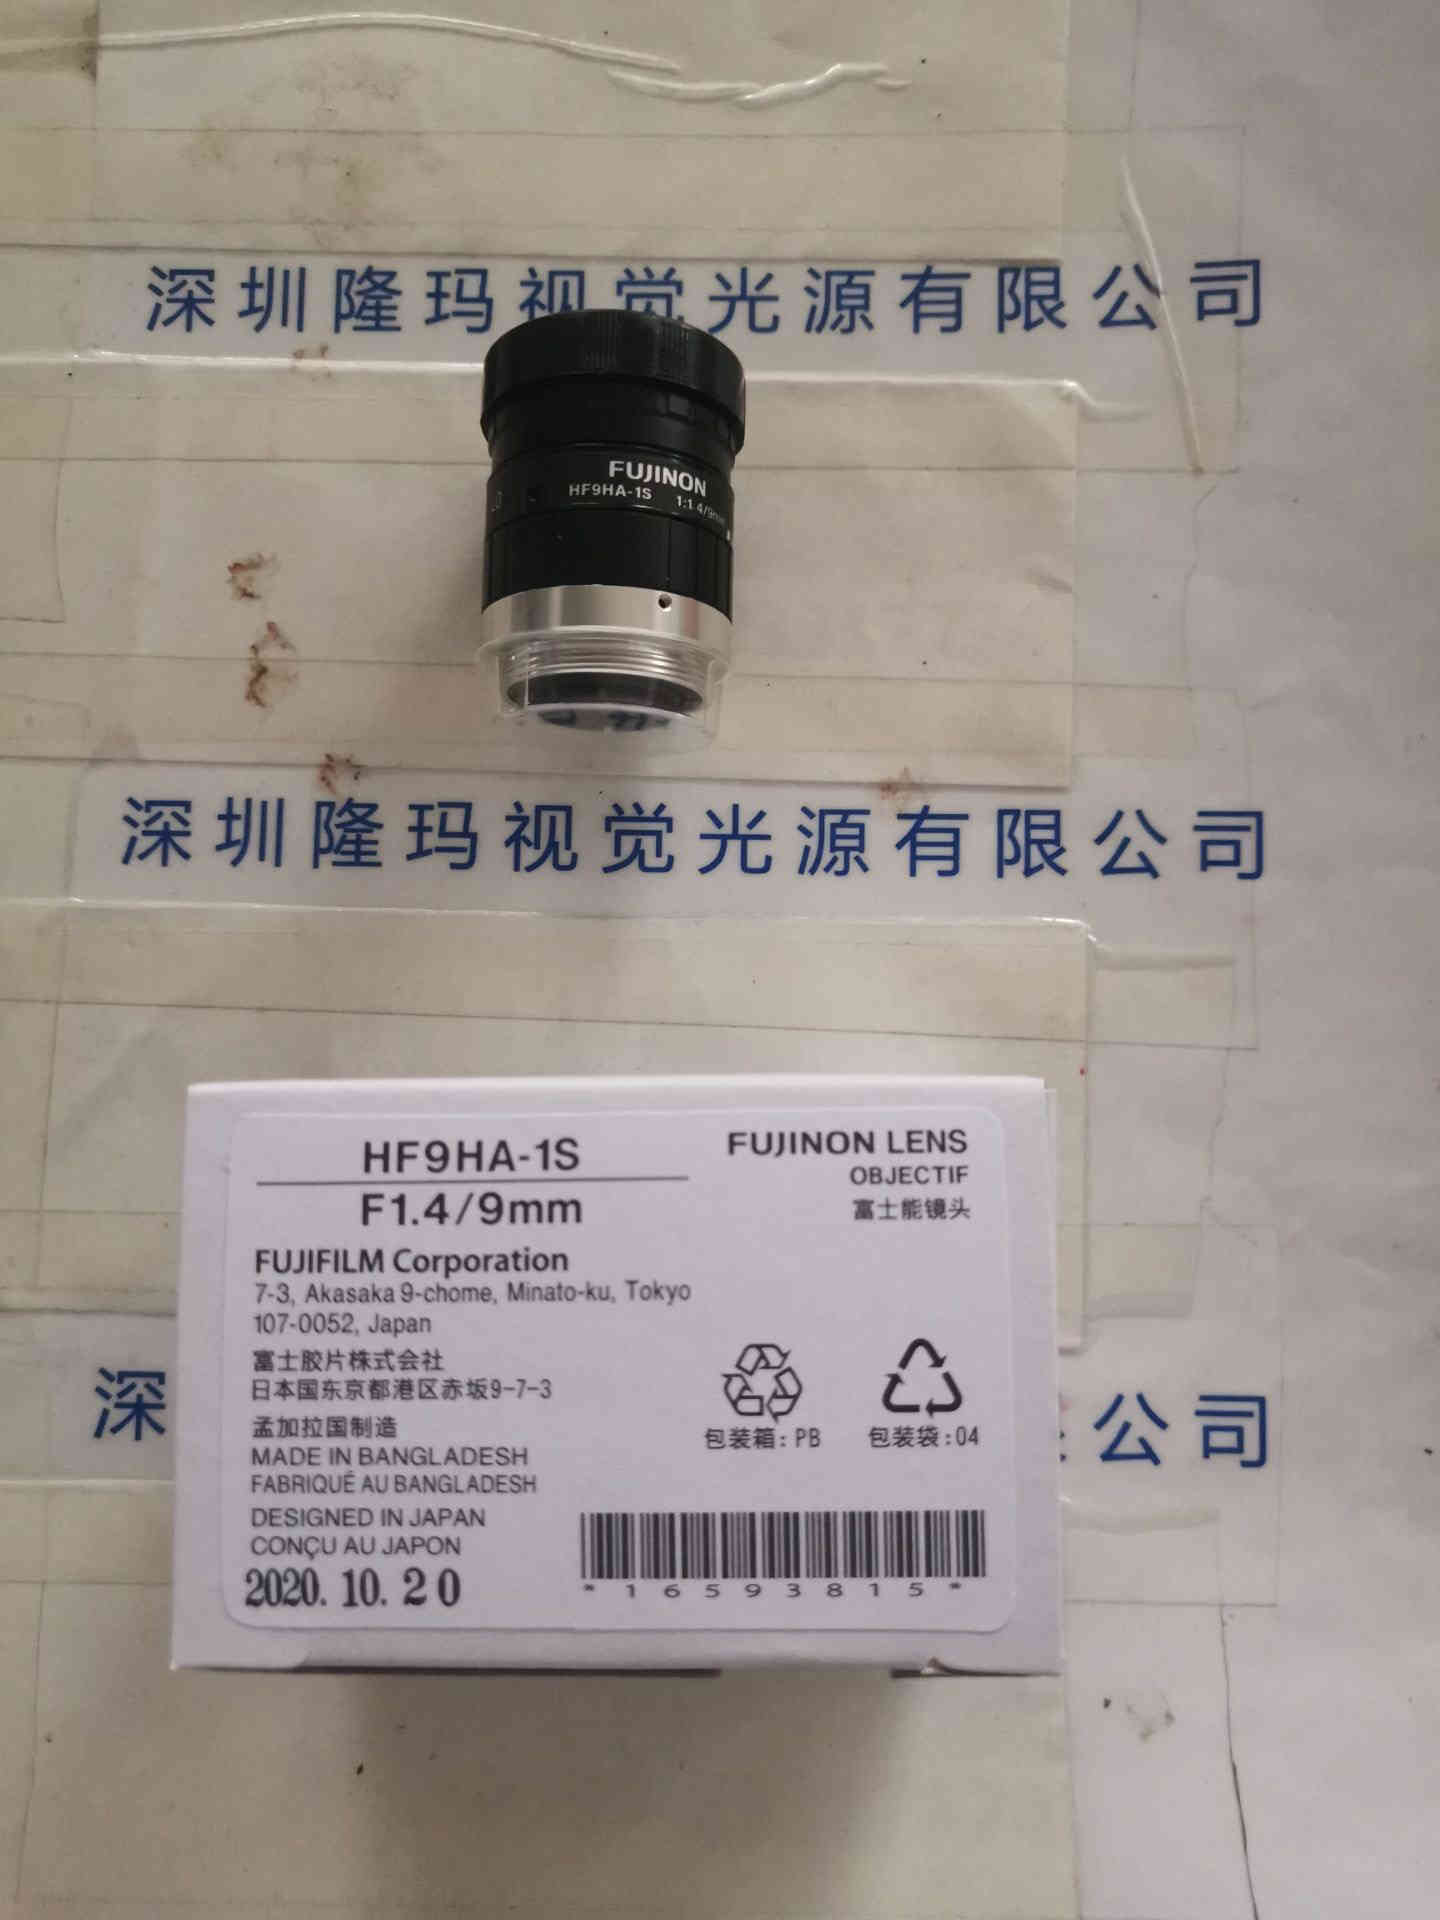 深圳隆玛视觉光源有限公司
FUJINON
HF9HA-1S 1:1.4/9mm
深圳隆玛视觉光源有限公司
HF9HA-1S
F1.4/9mm
FUJINON LENS
OBJECTIF
富士能镜头
FUJIFILM Corporation
7-3, Akasaka 9-chome, Minato-ku, Tokyo
107-0052, Japan
富士胶片株式会社
日本国东京都港区赤坂9-7-3
孟加拉国制造
MADE IN BANGLADESH
FABRIQUÉ AU BANGLADESH
DESIGNED IN JAPAN
CONÇU AU JAPON
2020. 10. 20
包装箱: PB
包装袋: 04
*16593815*
深
公司